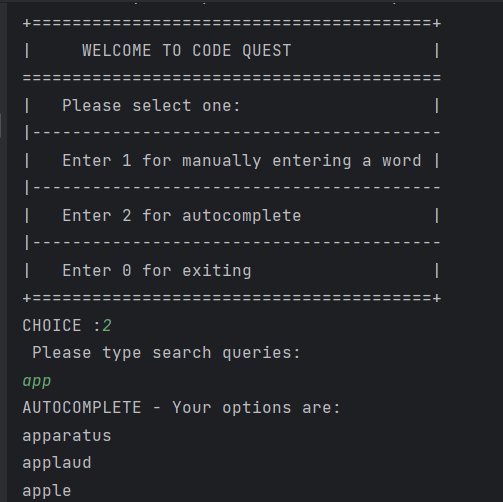 +========================================+
|     WELCOME TO CODE QUEST              |
==========================================
|   Please select one:                   |
|-----------------------------------------
|   Enter 1 for manually entering a word |
|-----------------------------------------
|   Enter 2 for autocomplete             |
|-----------------------------------------
|   Enter 0 for exiting                  |
+========================================+
CHOICE :2
 Please type search queries:
app
AUTOCOMPLETE - Your options are:
apparatus
applaud
apple